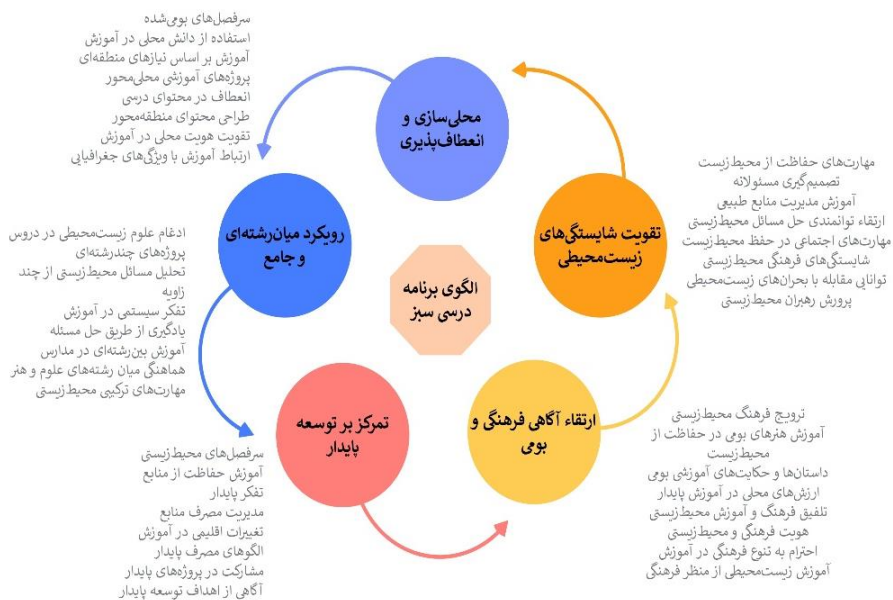 سرفصل‌های بومی‌شده
استفاده از دانش محلی در آموزش
آموزش بر اساس نیازهای منطقه‌ای
پروژه‌های آموزشی محلی‌محور
انعطاف در محتوای درسی
طراحی محتوای منطقه‌محور
تقویت هویت محلی در آموزش
ارتباط آموزش با ویژگی‌های جغرافیایی
محلی‌سازی و
انعطاف‌پذیری
مهارت‌های حفاظت از محیط‌زیست
تصمیم‌گیری مسئولانه
آموزش مدیریت منابع طبیعی
ارتقاء توانمندی حل مسائل محیط‌زیستی
مهارت‌های اجتماعی در حفظ محیط‌زیست
شایستگی‌های فرهنگی محیط‌زیستی
توانایی مقابله با بحران‌های زیست‌محیطی
پرورش رهبران محیط‌زیستی
تقویت شایستگی‌های
زیست‌محیطی
رویکرد میان‌رشته‌ای
و جامع
ادغام علوم زیست‌محیطی در دروس
پروژه‌های چندرشته‌ای
تحلیل مسائل محیط‌زیستی از چند
زاویه
تفکر سیستمی در آموزش
یادگیری از طریق حل مسئله
آموزش بین‌رشته‌ای در مدارس
هماهنگی میان رشته‌های علوم و هنر
مهارت‌های ترکیبی محیط‌زیستی
الگوی برنامه
درسی سبز
ارتقاء آگاهی فرهنگی و
بومی
ترویج فرهنگ محیط‌زیستی
آموزش هنرهای بومی در حفاظت از
محیط‌زیست
داستان‌ها و حکایت‌های آموزشی بومی
ارزش‌های محلی در آموزش پایدار
تلفیق فرهنگ و آموزش محیط‌زیستی
هویت فرهنگی و محیط‌زیستی
احترام به تنوع فرهنگی در آموزش
آموزش زیست‌محیطی از منظر فرهنگی
تمرکز بر توسعه
پایدار
سرفصل‌های محیط‌زیستی
آموزش حفاظت از منابع
تفکر پایدار
مدیریت مصرف منابع
تغییرات اقلیمی در آموزش
الگوهای مصرف پایدار
مشارکت در پروژه‌های پایدار
آگاهی از اهداف توسعه پایدار